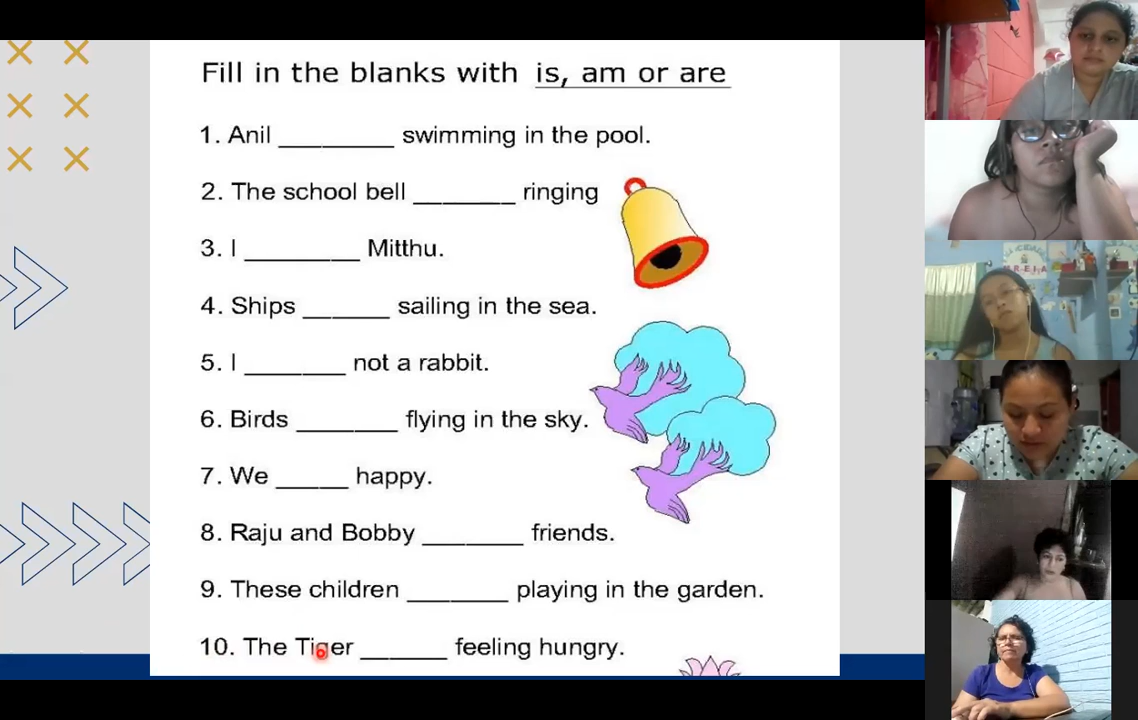 Fill in the blanks with is, am or are
1. Anil ________ swimming in the pool.
2. The school bell _______ ringing
3. I ________ Mitthu.
4. Ships ______ sailing in the sea.
5. I _______ not a rabbit.
6. Birds _______ flying in the sky.
7. We _____ happy.
8. Raju and Bobby _______ friends.
9. These children _______ playing in the garden.
10. The Tiger ______ feeling hungry.